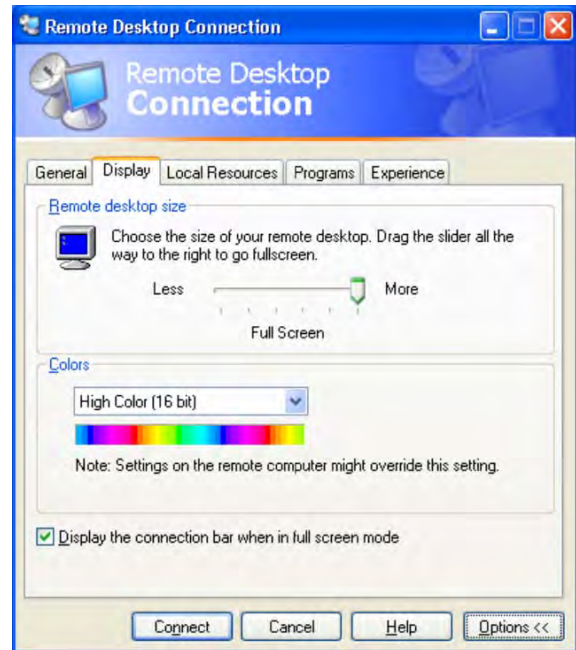 Remote Desktop Connection
Remote Desktop
Connection
General Display Local Resources Programs Experience
Remote desktop size
Choose the size of your remote desktop. Drag the slider all the
way to the right to go fullscreen.
Less More
Full Screen
Colors
High Color (16 bit)
Note: Settings on the remote computer might override this setting.
Display the connection bar when in full screen mode
Connect Cancel Help Options <<